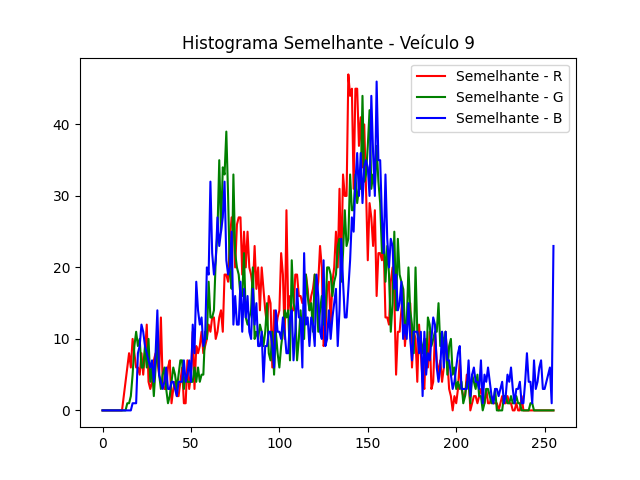 Histograma Semelhante - Veículo 9
Semelhante - R
Semelhante - G
Semelhante - B
40
30
20
10
0
0 50 100 150 200 250